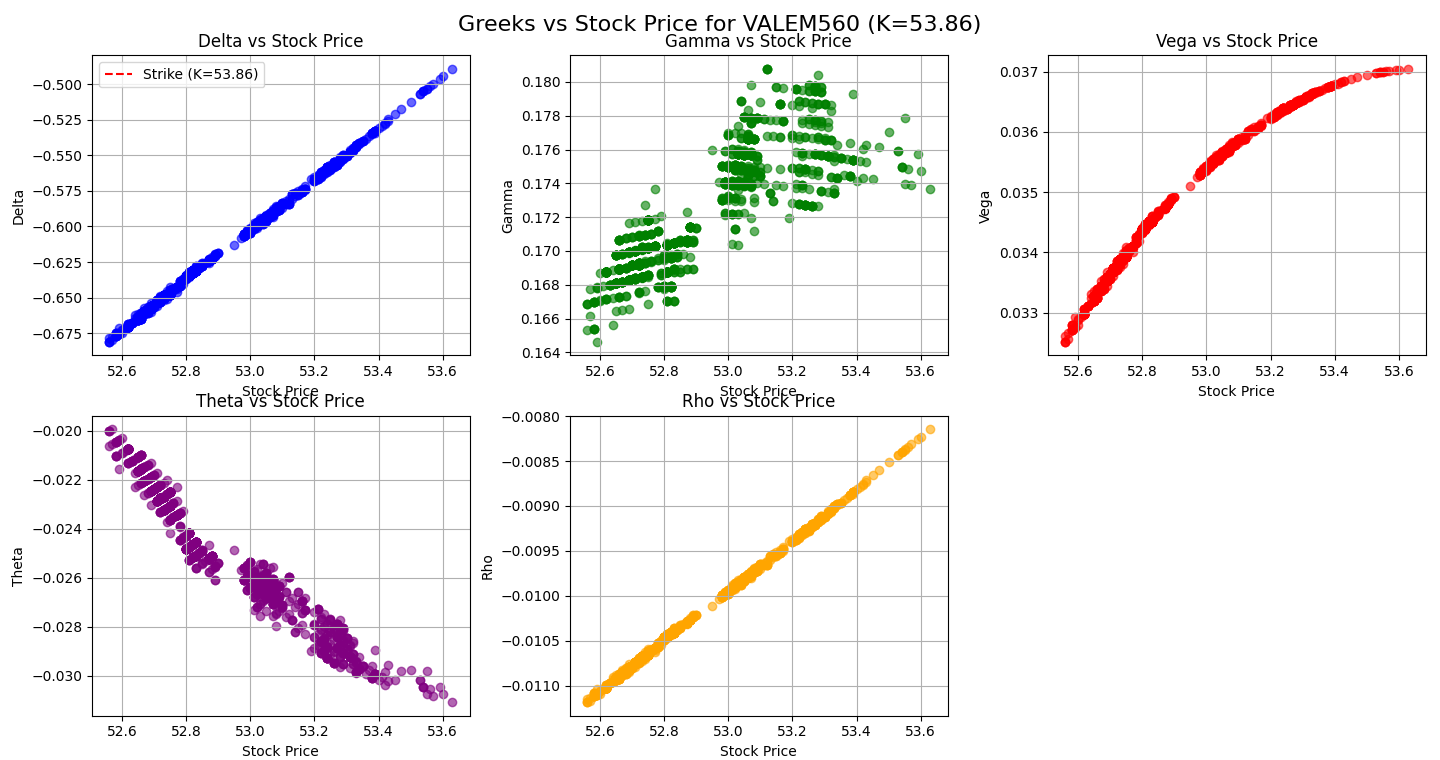 Greeks vs Stock Price for VALEM560 (K=53.86)
Delta vs Stock Price
Strike (K=53.86)
Delta
−0.500
−0.525
−0.550
−0.575
−0.600
−0.625
−0.650
−0.675
52.6 52.8 53.0 53.2 53.4 53.6
Stock Price
Gamma vs Stock Price
Gamma
0.180
0.178
0.176
0.174
0.172
0.170
0.168
0.166
0.164
52.6 52.8 53.0 53.2 53.4 53.6
Stock Price
Vega vs Stock Price
Vega
0.037
0.036
0.035
0.034
0.033
52.6 52.8 53.0 53.2 53.4 53.6
Stock Price
Theta vs Stock Price
Theta
−0.020
−0.022
−0.024
−0.026
−0.028
−0.030
52.6 52.8 53.0 53.2 53.4 53.6
Stock Price
Rho vs Stock Price
Rho
−0.0080
−0.0085
−0.0090
−0.0095
−0.0100
−0.0105
−0.0110
52.6 52.8 53.0 53.2 53.4 53.6
Stock Price